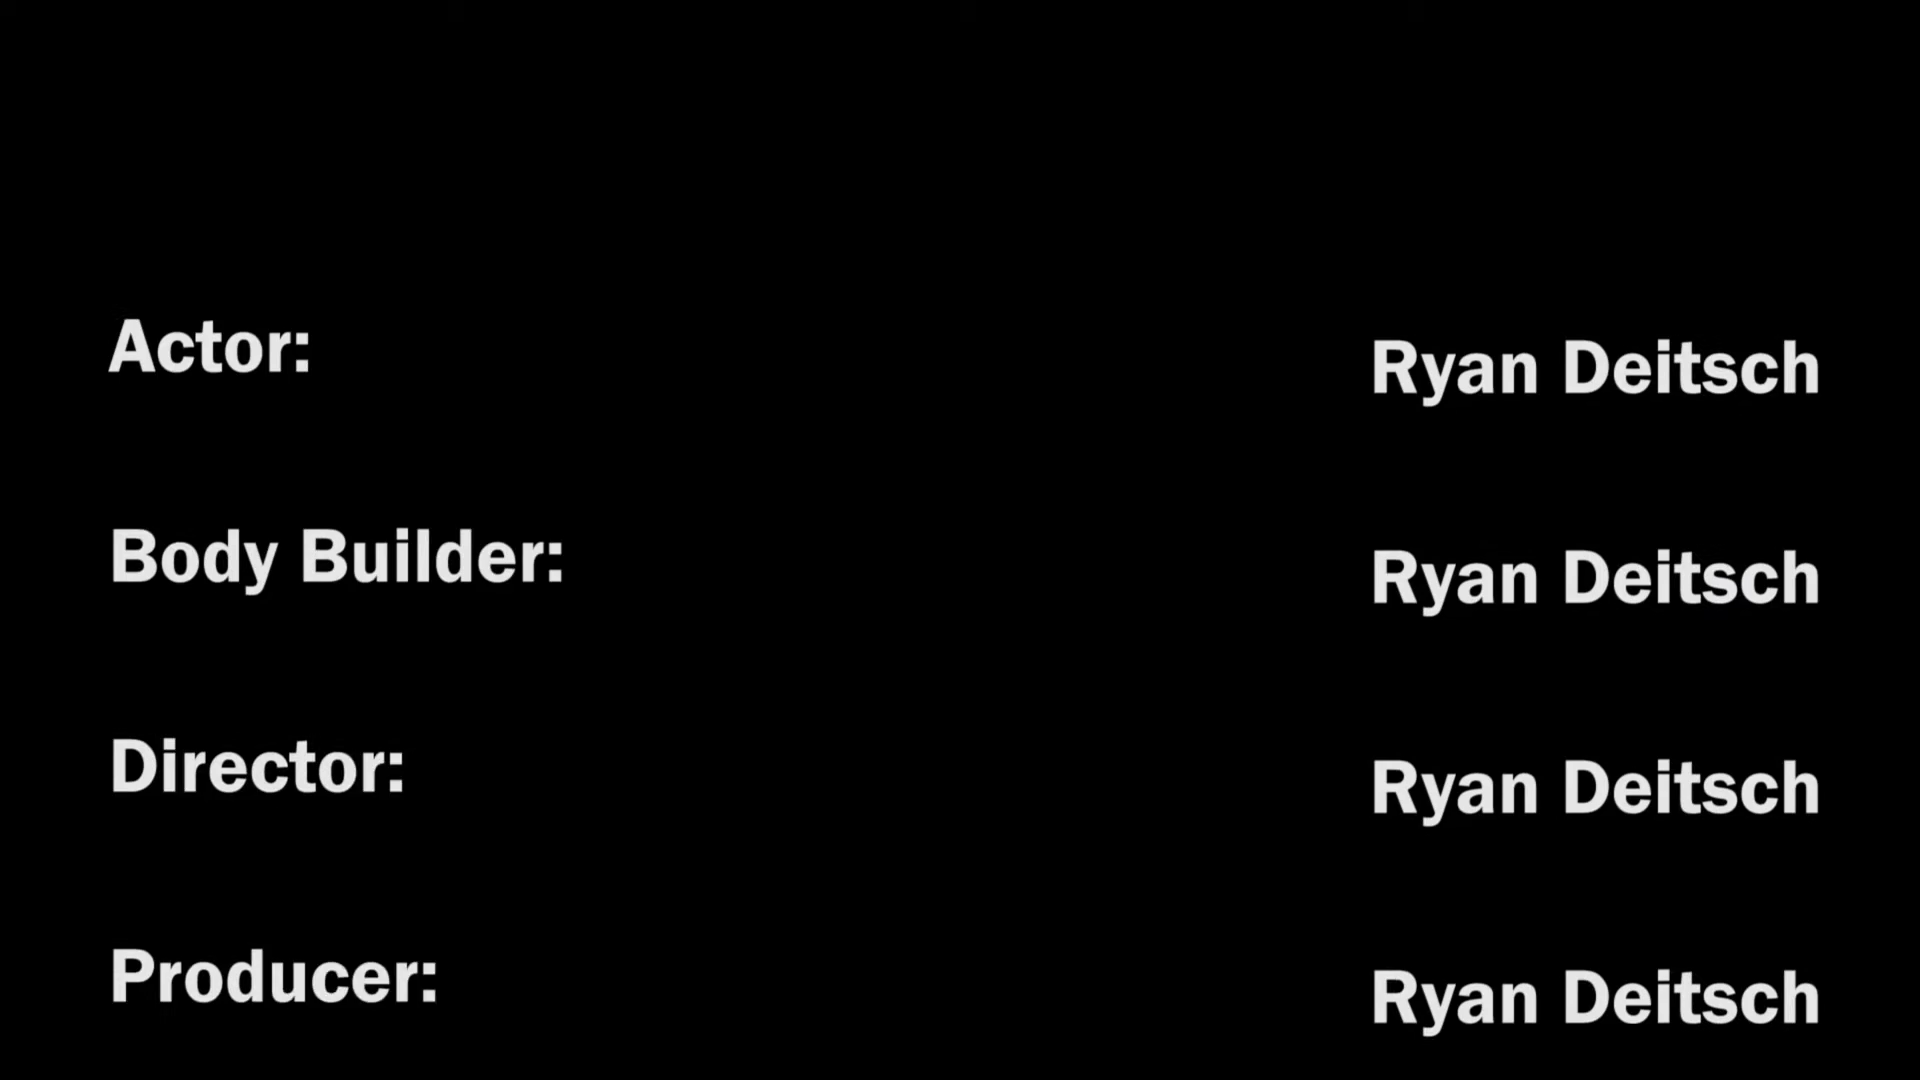 Actor: Ryan Deitsch
Body Builder: Ryan Deitsch
Director: Ryan Deitsch
Producer: Ryan Deitsch